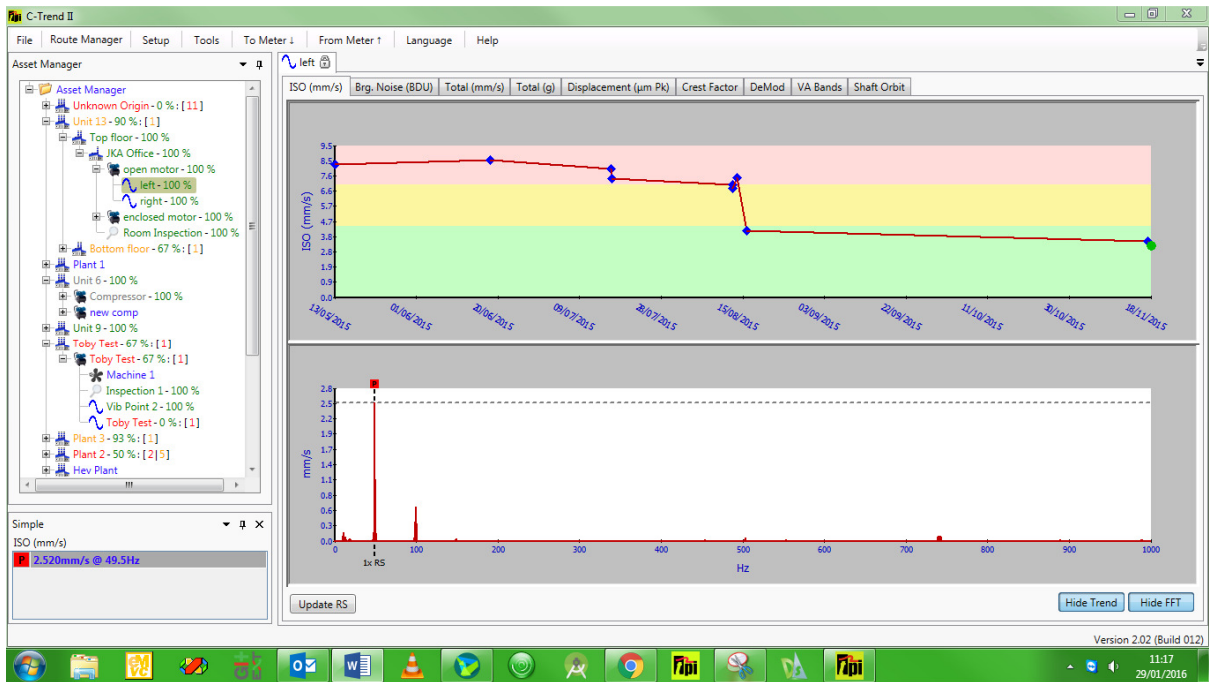 C-Trend II
File Route Manager Setup Tools To Meter ↓ From Meter ↑ Language Help
Asset Manager
Asset Manager
Unknown Origin - 0 % : [11]
Unit 13 - 90 % : [1]
Top floor - 100 %
JKA Office - 100 %
open motor - 100 %
left - 100 %
right - 100 %
enclosed motor - 100 %
Room Inspection - 100 %
Bottom floor - 67 % : [1]
Plant 1
Unit 6 - 100 %
Compressor - 100 %
new comp
Unit 9 - 100 %
Toby Test - 67 % : [1]
Toby Test - 67 % : [1]
Machine 1
Inspection 1 - 100 %
Vib Point 2 - 100 %
Toby Test - 0 % : [1]
Plant 3 - 93 % : [1]
Plant 2 - 50 % : [2|5]
Hev Plant
Simple
ISO (mm/s)
P 2.520mm/s @ 49.5Hz
left
ISO (mm/s) Brg. Noise (BDU) Total (mm/s) Total (g) Displacement (µm Pk) Crest Factor DeMod VA Bands Shaft Orbit
ISO (mm/s)
9.5
8.5
7.6
6.6
5.7
4.7
3.8
2.8
1.9
0.9
0.0
13/05/2015 01/06/2015 20/06/2015 09/07/2015 28/07/2015 15/08/2015 03/09/2015 22/09/2015 11/10/2015 30/10/2015 18/11/2015
P
mm/s
2.8
2.5
2.2
1.9
1.7
1.4
1.1
0.8
0.6
0.3
0.0
0 100 200 300 400 500 600 700 800 900 1000
1x RS
Hz
Update RS Hide Trend Hide FFT
Version 2.02 (Build 012)
11:17
29/01/2016